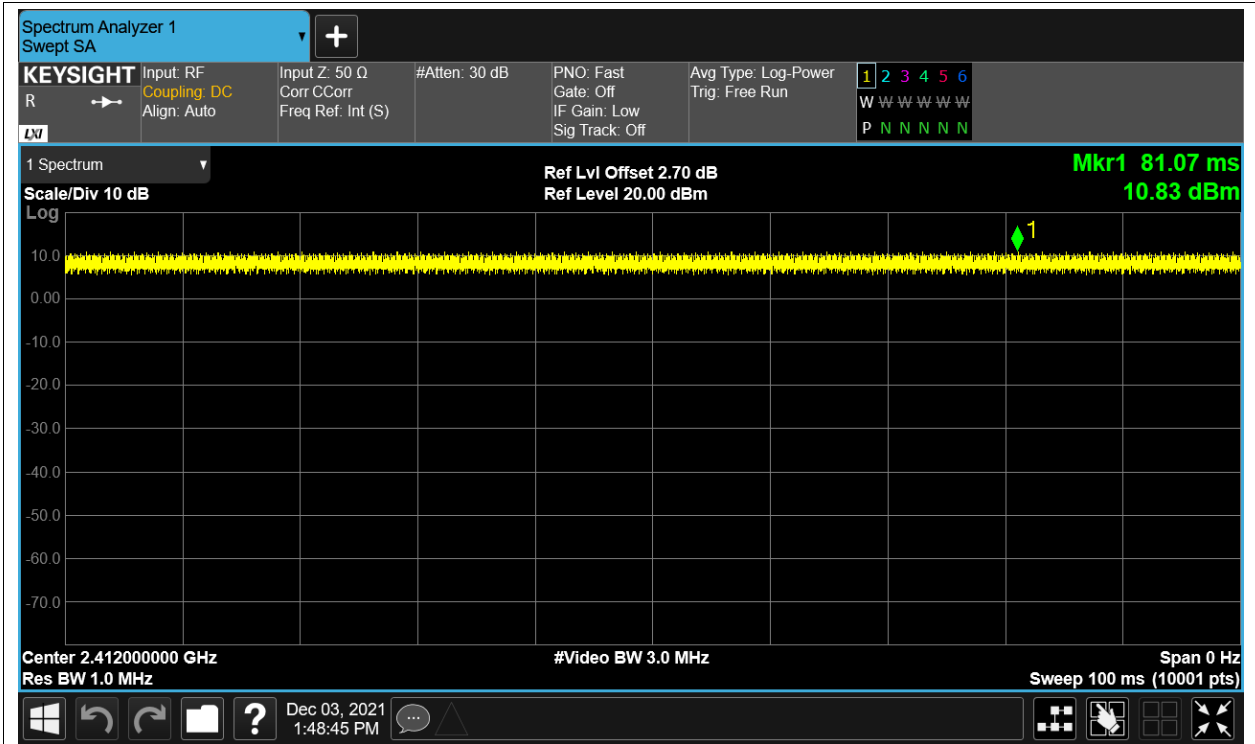 Spectrum Analyzer 1
Swept SA
KEYSIGHT
R
LXI
Input: RF
Coupling: DC
Align: Auto
Input Z: 50 Ω
Corr CCorr
Freq Ref: Int (S)
#Atten: 30 dB
PNO: Fast
Gate: Off
IF Gain: Low
Sig Track: Off
Avg Type: Log-Power
Trig: Free Run
1 2 3 4 5 6
W W W W W W
P N N N N N
1 Spectrum
Scale/Div 10 dB
Log
Ref Lvl Offset 2.70 dB
Ref Level 20.00 dBm
Mkr1 81.07 ms
10.83 dBm
1
10.0
0.00
-10.0
-20.0
-30.0
-40.0
-50.0
-60.0
-70.0
Center 2.412000000 GHz
Res BW 1.0 MHz
#Video BW 3.0 MHz
Span 0 Hz
Sweep 100 ms (10001 pts)
?
Dec 03, 2021
1:48:45 PM